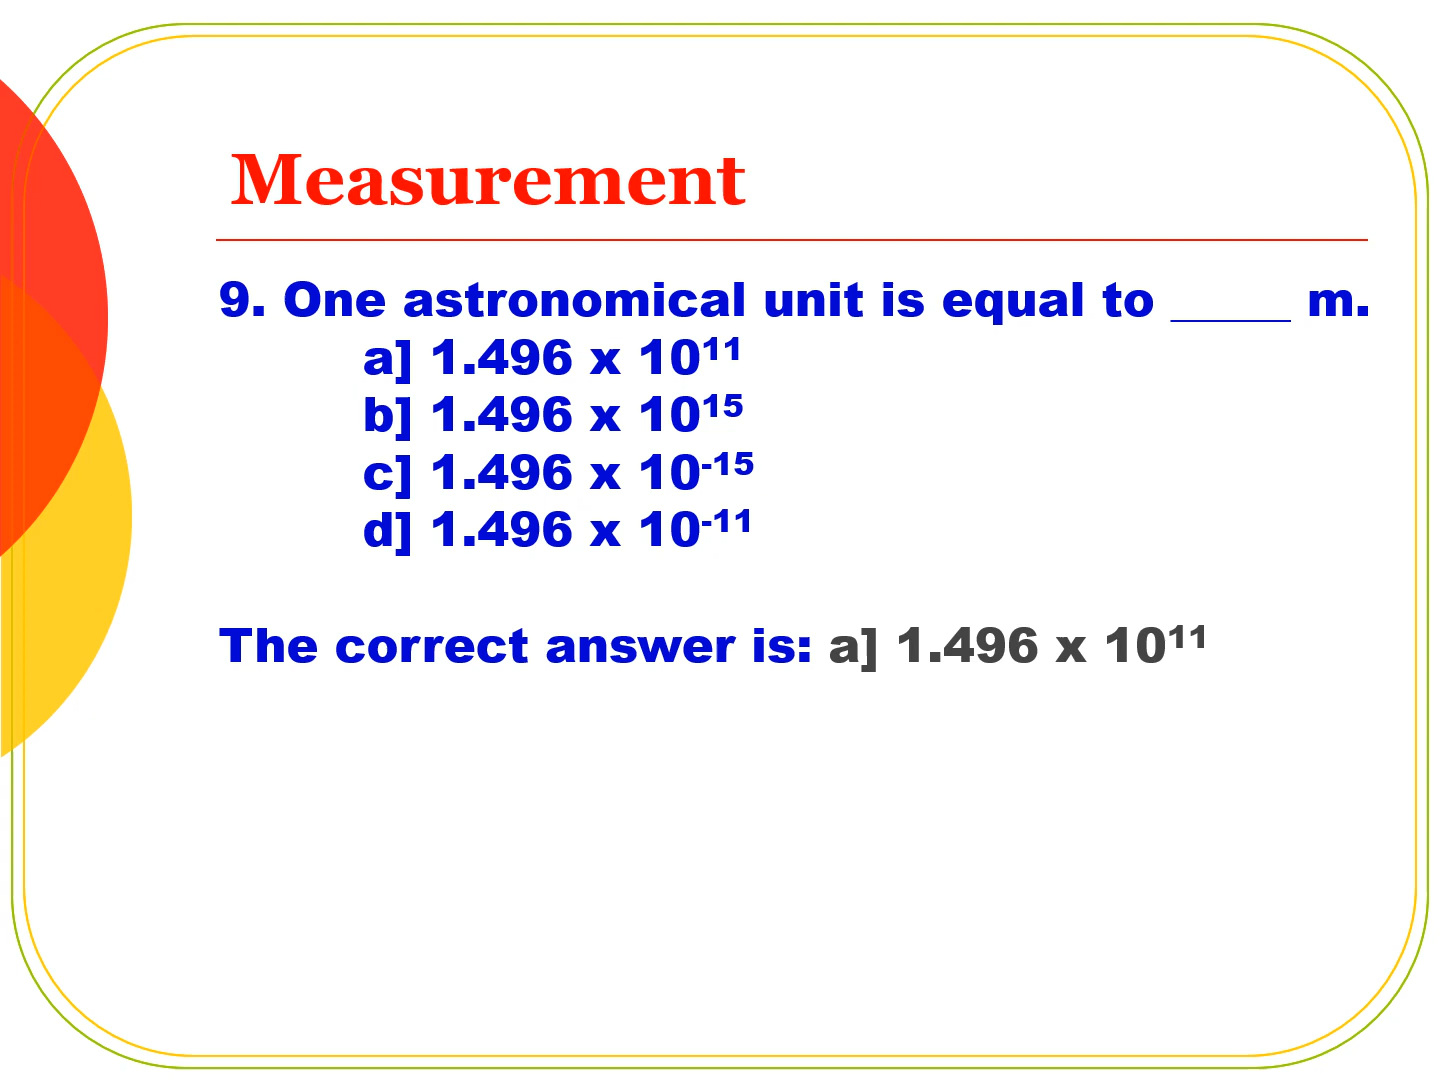 Measurement
9. One astronomical unit is equal to _____ m.
a] 1.496 x 10¹¹
b] 1.496 x 10¹⁵
c] 1.496 x 10⁻¹⁵
d] 1.496 x 10⁻¹¹
The correct answer is: a] 1.496 x 10¹¹